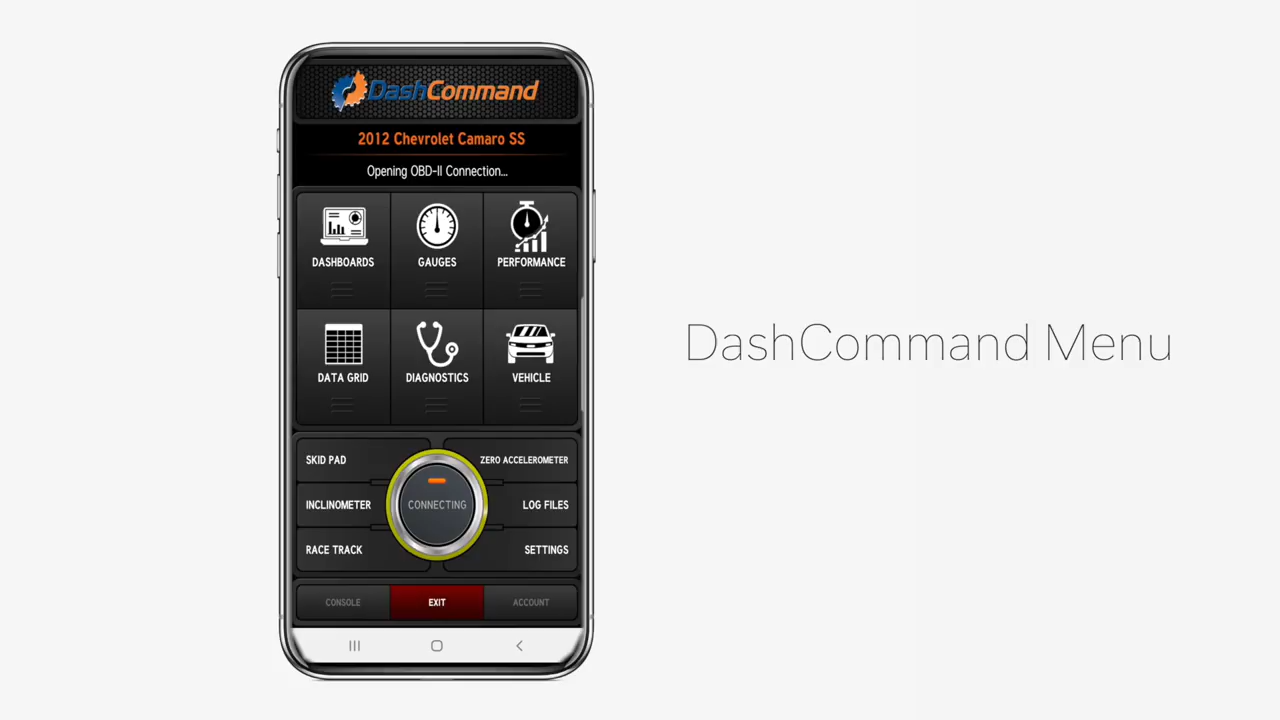 DashCommand
2012 Chevrolet Camaro SS
Opening OBD-II Connection...
DASHBOARDS
GAUGES
PERFORMANCE
DATA GRID
DIAGNOSTICS
VEHICLE
SKID PAD
ZERO ACCELEROMETER
INCLINOMETER
CONNECTING
LOG FILES
RACE TRACK
SETTINGS
CONSOLE
EXIT
ACCOUNT
DashCommand Menu